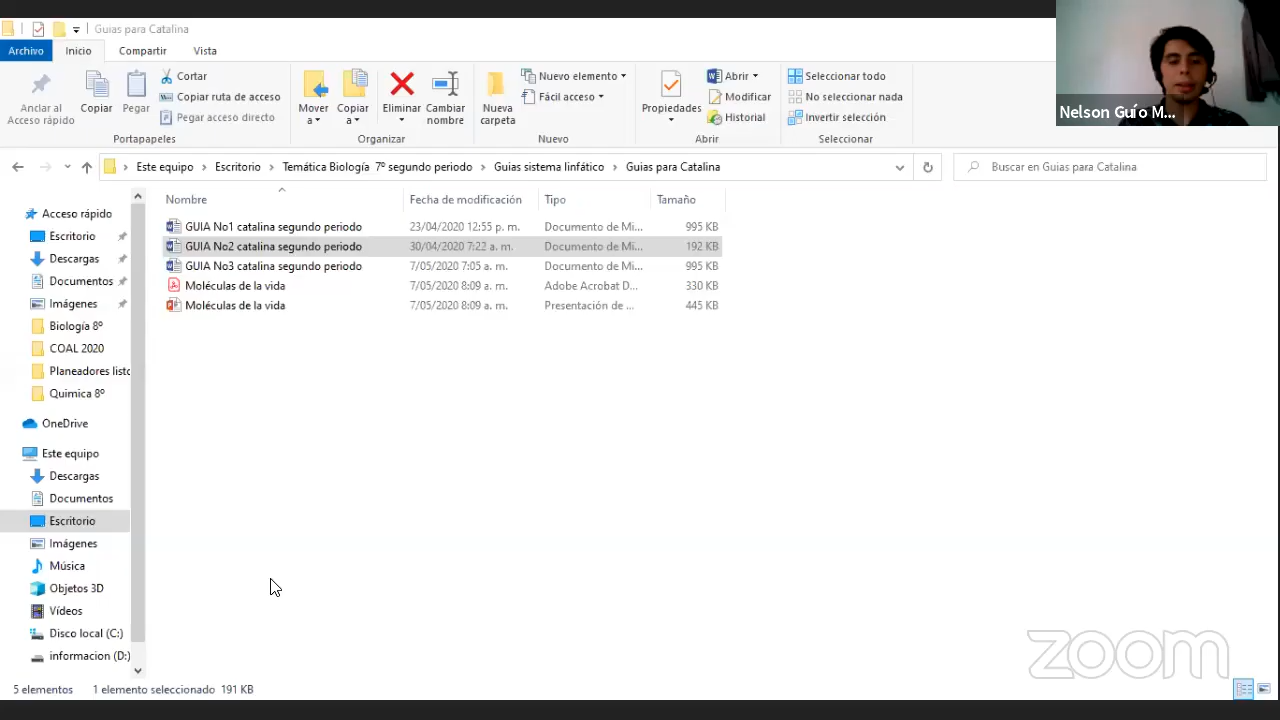 Guias para Catalina
Archivo Inicio Compartir Vista
Anclar al Acceso rápido
Copiar
Pegar
Cortar
Copiar ruta de acceso
Pegar acceso directo
Portapapeles
Mover a
Copiar a
Eliminar
Cambiar nombre
Organizar
Nueva carpeta
Nuevo elemento
Fácil acceso
Nuevo
Propiedades
Abrir
Modificar
Historial
Abrir
Seleccionar todo
No seleccionar nada
Invertir selección
Seleccionar
Nelson Guío M...
Este equipo > Escritorio > Temática Biología 7º segundo periodo > Guias sistema linfático > Guias para Catalina
Buscar en Guias para Catalina
Nombre Fecha de modificación Tipo Tamaño
GUIA No1 catalina segundo periodo 23/04/2020 12:55 p. m. Documento de Mi... 995 KB
GUIA No2 catalina segundo periodo 30/04/2020 7:22 a. m. Documento de Mi... 192 KB
GUIA No3 catalina segundo periodo 7/05/2020 7:05 a. m. Documento de Mi... 995 KB
Moléculas de la vida 7/05/2020 8:09 a. m. Adobe Acrobat D... 330 KB
Moléculas de la vida 7/05/2020 8:09 a. m. Presentación de ... 445 KB
Acceso rápido
Escritorio
Descargas
Documentos
Imágenes
Biología 8º
COAL 2020
Planeadores listo
Quimica 8º
OneDrive
Este equipo
Descargas
Documentos
Escritorio
Imágenes
Música
Objetos 3D
Vídeos
Disco local (C:)
informacion (D:)
zoom
5 elementos 1 elemento seleccionado 191 KB